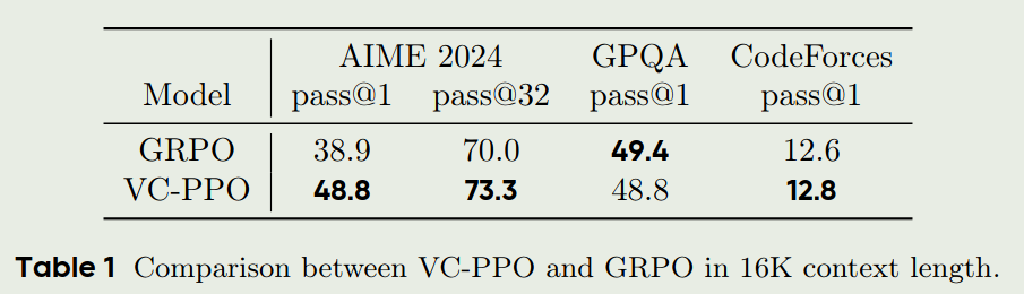 AIME 2024 GPQA CodeForces
Model pass@1 pass@32 pass@1 pass@1
GRPO 38.9 70.0 49.4 12.6
VC-PPO 48.8 73.3 48.8 12.8
Table 1 Comparison between VC-PPO and GRPO in 16K context length.